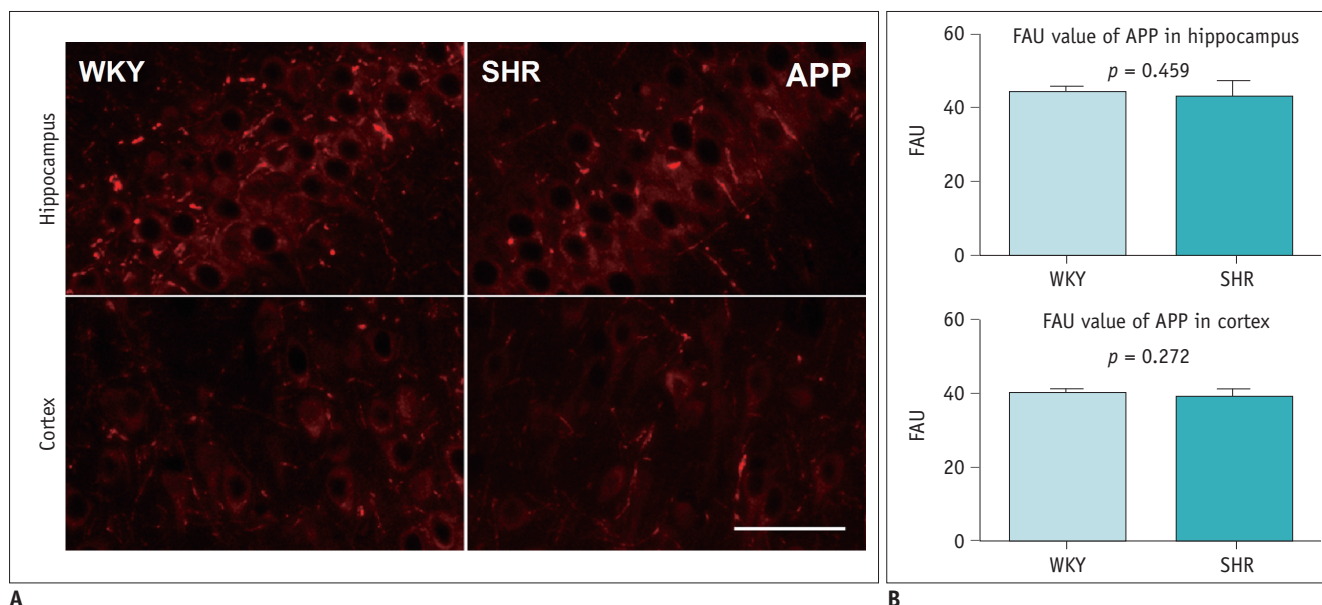 WKY
SHR
APP
Hippocampus
Cortex
A
FAU value of APP in hippocampus
p = 0.459
60
40
20
0
FAU
WKY
SHR
FAU value of APP in cortex
p = 0.272
60
40
20
0
FAU
WKY
SHR
B